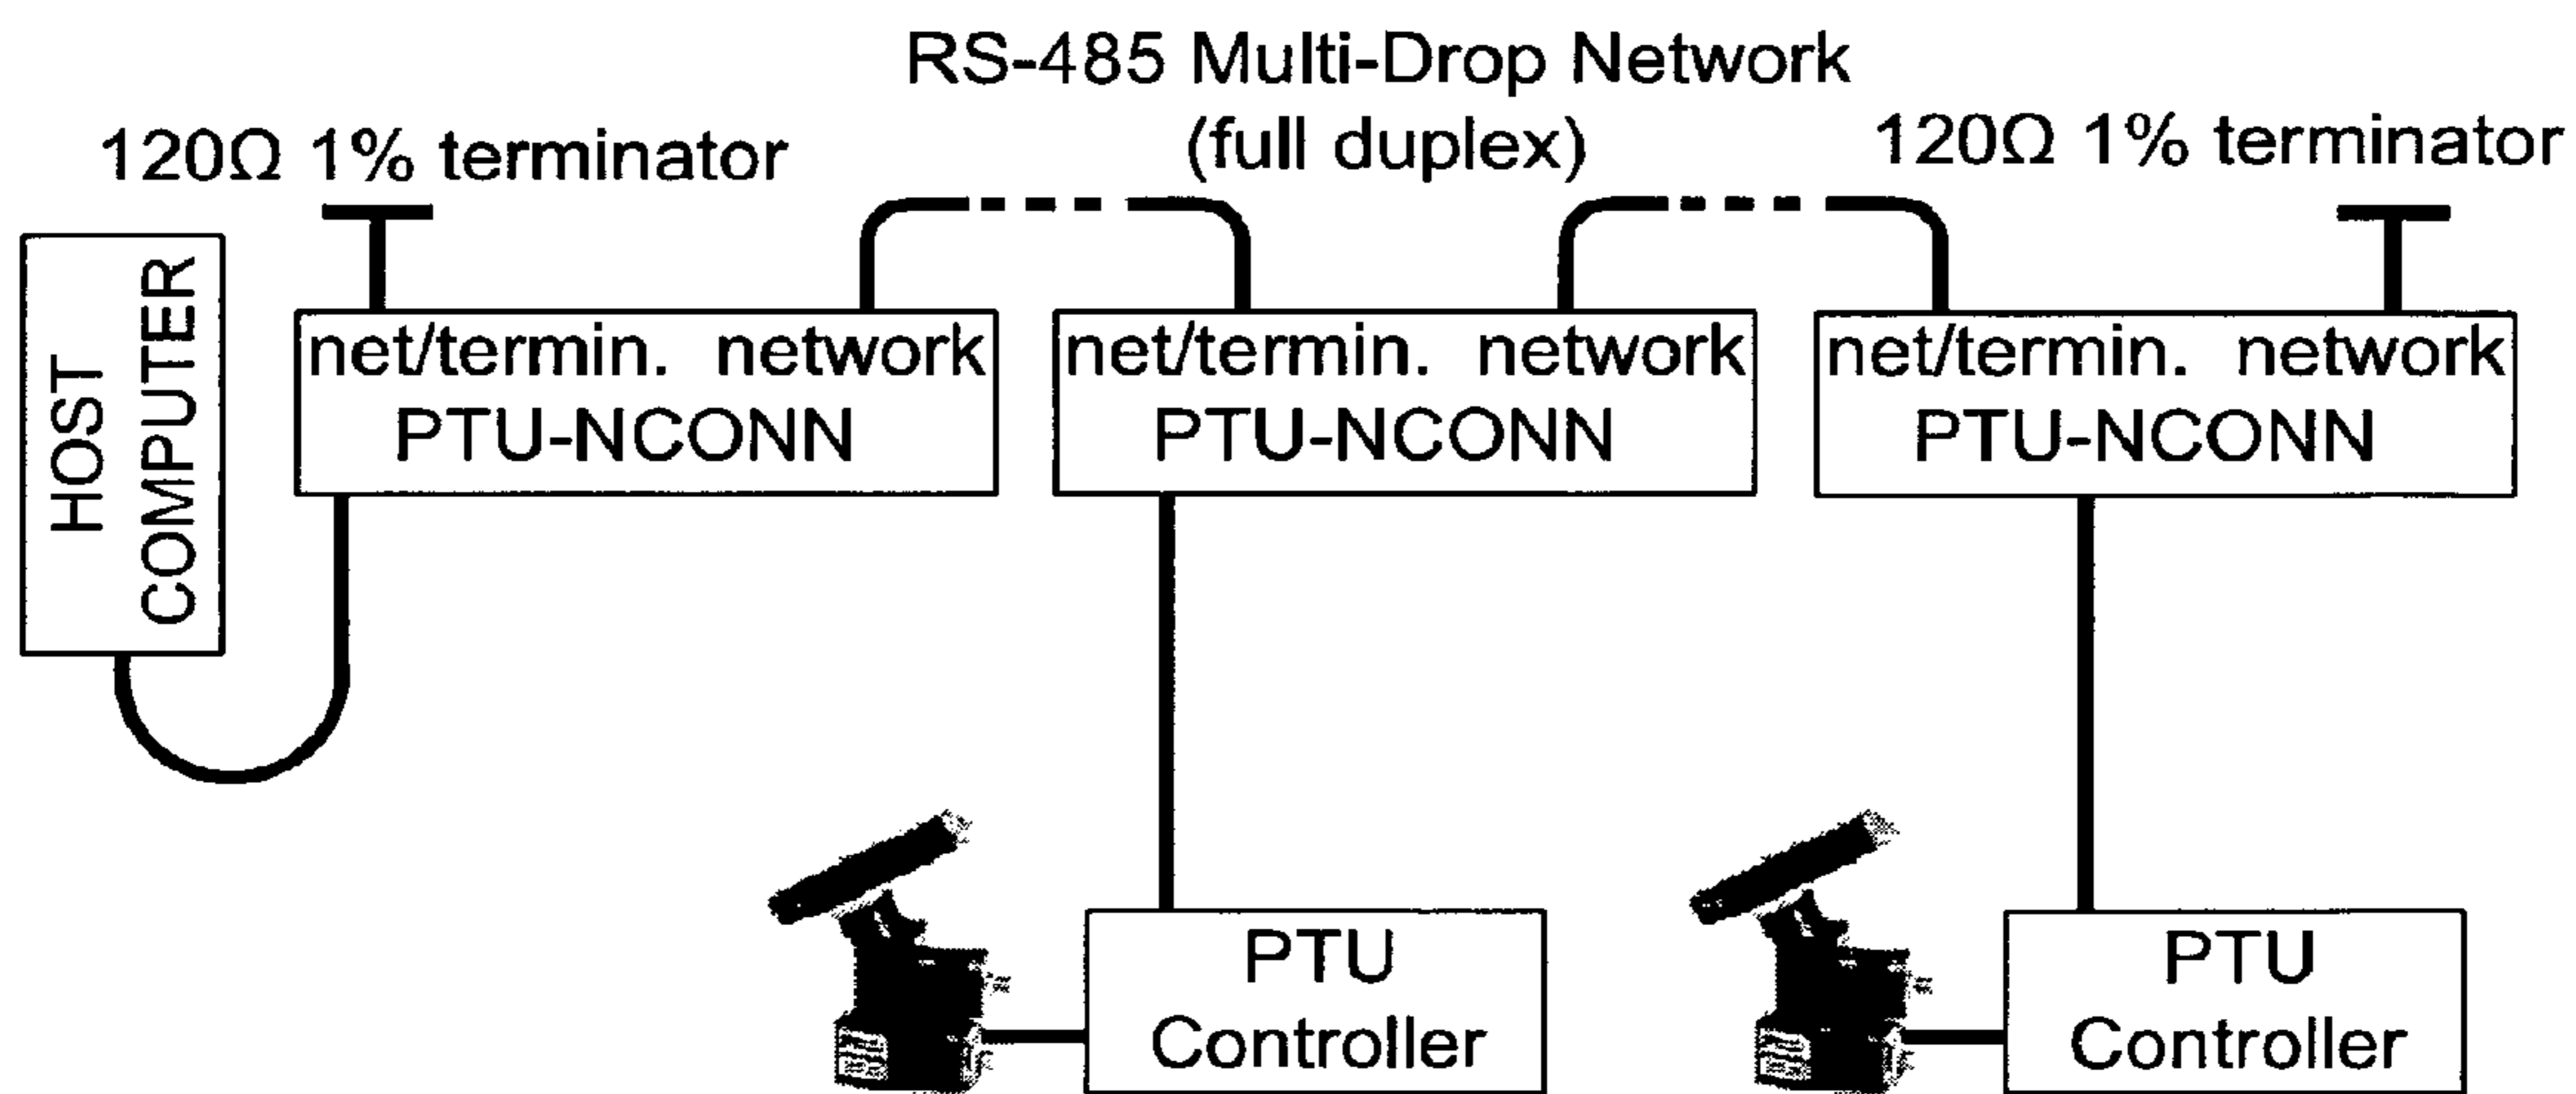 RS-485 Multi-Drop Network
(full duplex)
120Ω 1% terminator
120Ω 1% terminator
HOST
COMPUTER
net/termin. network
PTU-NCONN
net/termin. network
PTU-NCONN
net/termin. network
PTU-NCONN
PTU
Controller
PTU
Controller